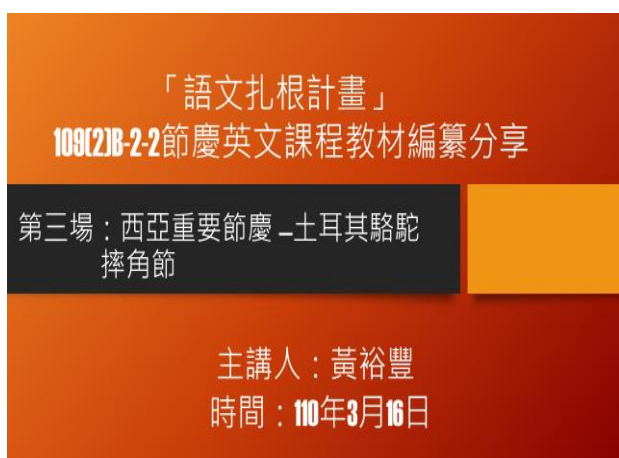 「語文扎根計畫」
109(2)B-2-2節慶英文課程教材編纂分享
第三場：西亞重要節慶 –土耳其駱駝
摔角節
主講人：黃裕豐
時間：110年3月16日